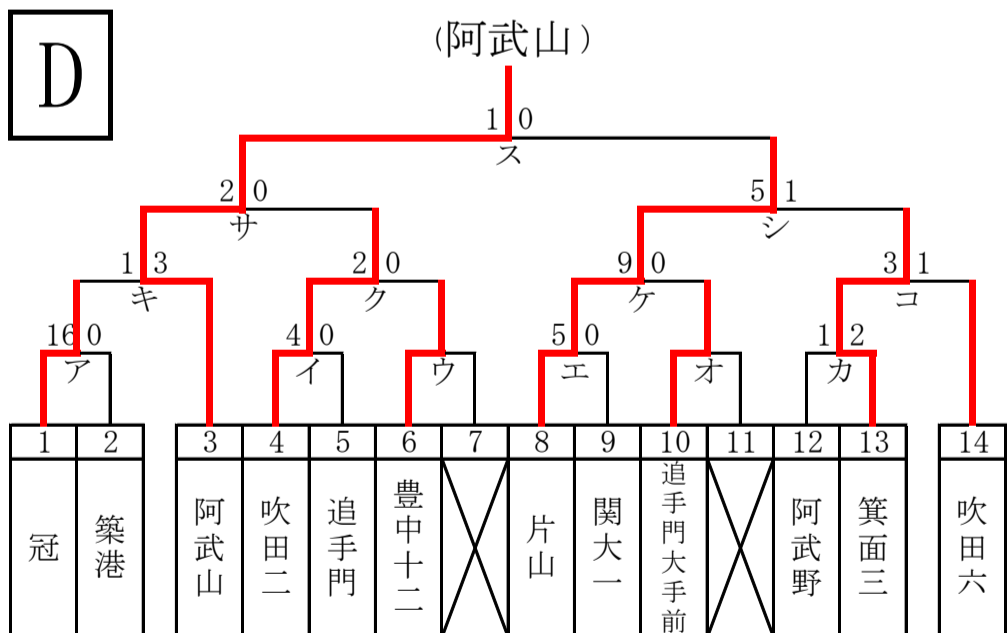 D
(阿武山)
1 0
ス
2 0
5 1
サ
シ
1 3
2 0
9 0
3 1
キ
ク
ケ
コ
16 0
4 0
5 0
1 2
ア
イ
ウ
エ
オ
カ
1 2 3 4 5 6 7 8 9 10 11 12 13 14
冠
築港
阿武山
吹田二
追手門
豊中十二
片山
関大一
追手門大手前
阿武野
箕面三
吹田六